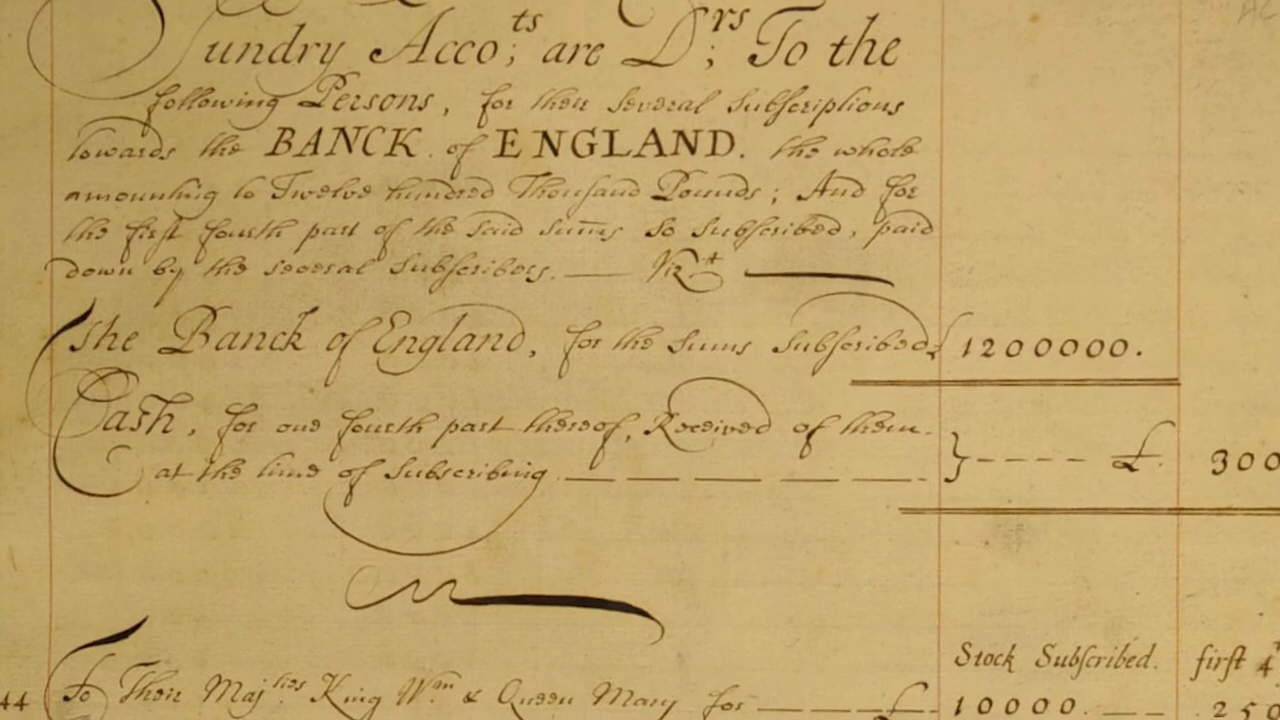 Sundry Acco:ts are D:rs To the
following Persons, for their several Subscriptions
towards the BANCK of ENGLAND. the whole
amounting to Twelve hundred Thousand Pounds; And for
the first fourth part of the said sums so Subscribed, paid
down by the several Subscribers. — Vizt —
The Banck of England, for the Sums Subscribed £ 1200000.
Cash, for one fourth part thereof, Received of them
at the time of Subscribing — — — — — } - - - - £ 300
Stock Subscribed. first 4
44 To Their Maj:ties King Wm & Queen Mary for — — — £ 10000. — — 250